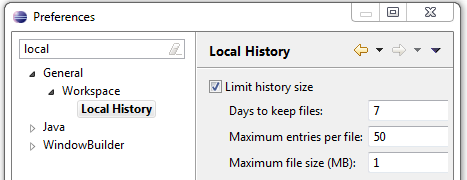 Preferences
local
General
Workspace
Local History
Java
WindowBuilder
Local History
Limit history size
Days to keep files: 7
Maximum entries per file: 50
Maximum file size (MB): 1